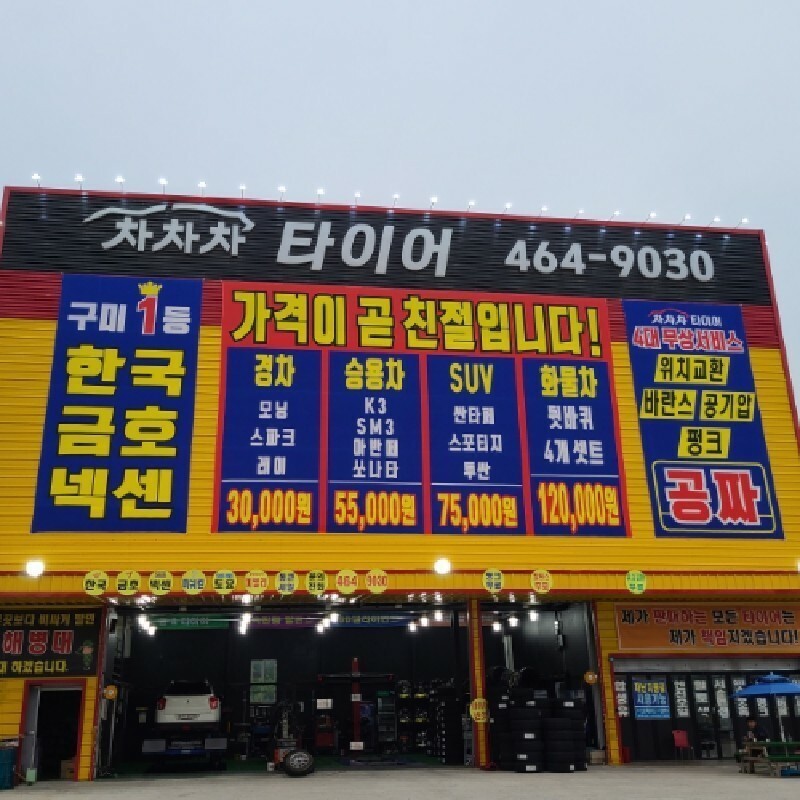 차차차 타이어 464-9030
구미 1등
한국
금호
넥센
가격이 곧 친절입니다!
경차
모닝
스파크
레이
30,000원
승용차
K3
SM3
아반떼
쏘나타
55,000원
SUV
싼타페
스포티지
투싼
75,000원
화물차
뒷바퀴
4개 셋트
120,000원
차차차 타이어
4대 무상서비스
위치교환
바란스 공기압
펑크
공짜
한국 금호 넥센 토요 464 9030
해병대
제가 판매하는 모든 타이어는
제가 책임지겠습니다!